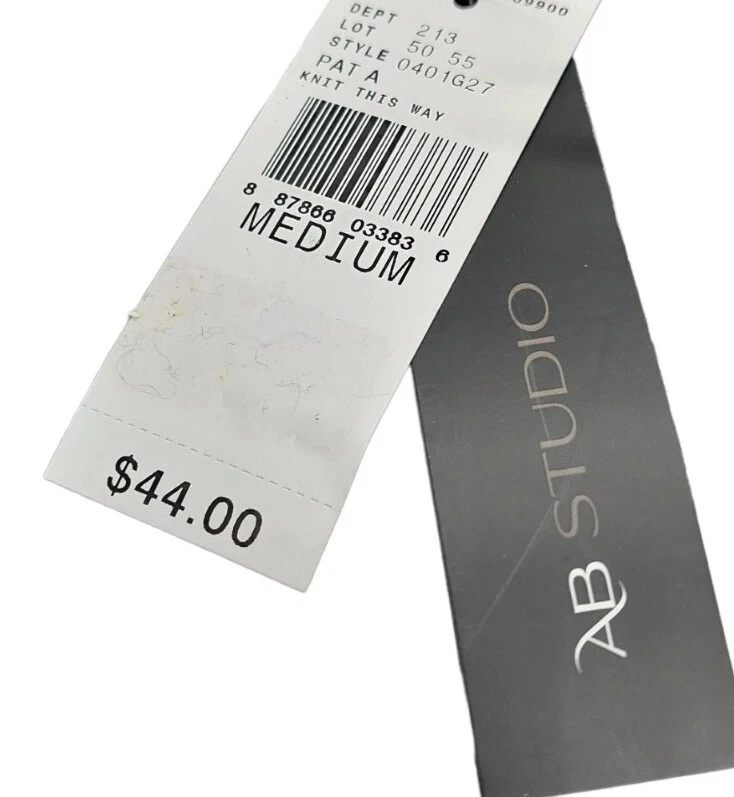 DEPT 213
LOT 50 55
STYLE 0401G27
PAT A
KNIT THIS WAY
8 87866 03383 6
MEDIUM
$44.00
AB STUDIO